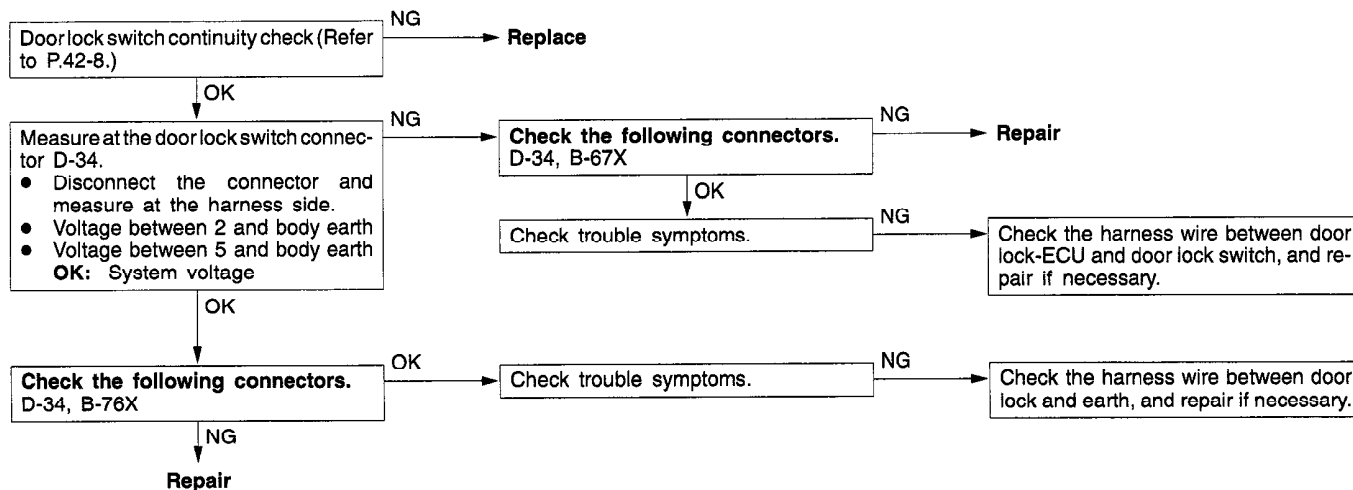 Door lock switch continuity check (Refer
to P.42-8.)
NG
Replace
OK
Measure at the door lock switch connec-
tor D-34.
● Disconnect the connector and
measure at the harness side.
● Voltage between 2 and body earth
● Voltage between 5 and body earth
OK: System voltage
NG
Check the following connectors.
D-34, B-67X
NG
Repair
OK
Check trouble symptoms.
NG
Check the harness wire between door
lock-ECU and door lock switch, and re-
pair if necessary.
OK
Check the following connectors.
D-34, B-76X
OK
Check trouble symptoms.
NG
Check the harness wire between door
lock and earth, and repair if necessary.
NG
Repair